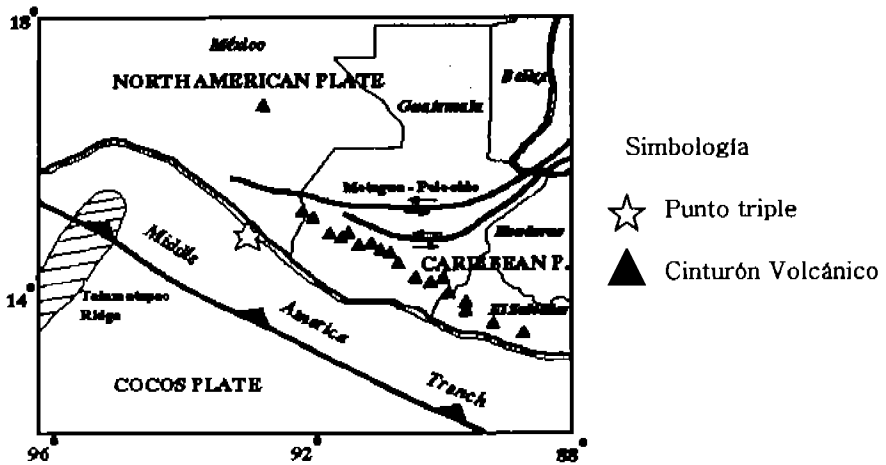 18°
México
NORTH AMERICAN PLATE
Guatemala
Belize
Simbología
Motagua - Polochic
Punto triple
Honduras
Middle
CARIBBEAN P.
Cinturón Volcánico
14°
Tehuantepec
Ridge
America
El Salvador
COCOS PLATE
Trench
96°
92°
88°